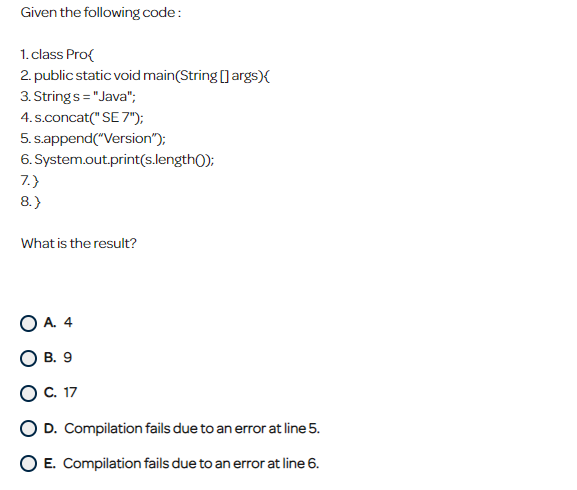 Given the following code :
1. class Pro{
2. public static void main(String [] args){
3. String s = "Java";
4. s.concat(" SE 7");
5. s.append(“Version”);
6. System.out.print(s.length());
7. }
8. }
What is the result?
A. 4
B. 9
C. 17
D. Compilation fails due to an error at line 5.
E. Compilation fails due to an error at line 6.